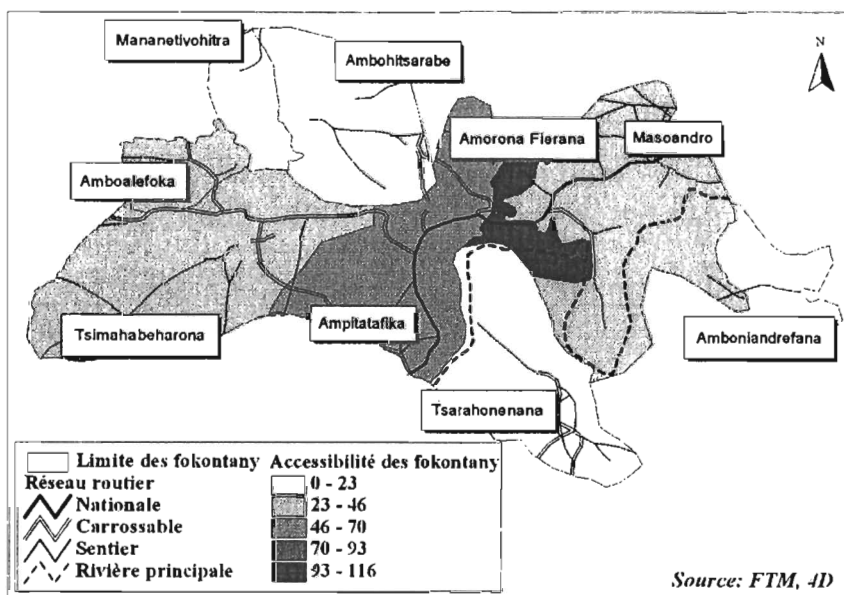 Mananetivohitra
Ambohitsarabe
N
Amorona Fierana
Masoandro
Amboalefoka
Tsimahabeharona
Ampitatafika
Amboniandrefana
Tsarahonenana
Limite des fokontany
Réseau routier
Nationale
Carrossable
Sentier
Rivière principale
Accessibilité des fokontany
0 - 23
23 - 46
46 - 70
70 - 93
93 - 116
Source: FTM, 4D